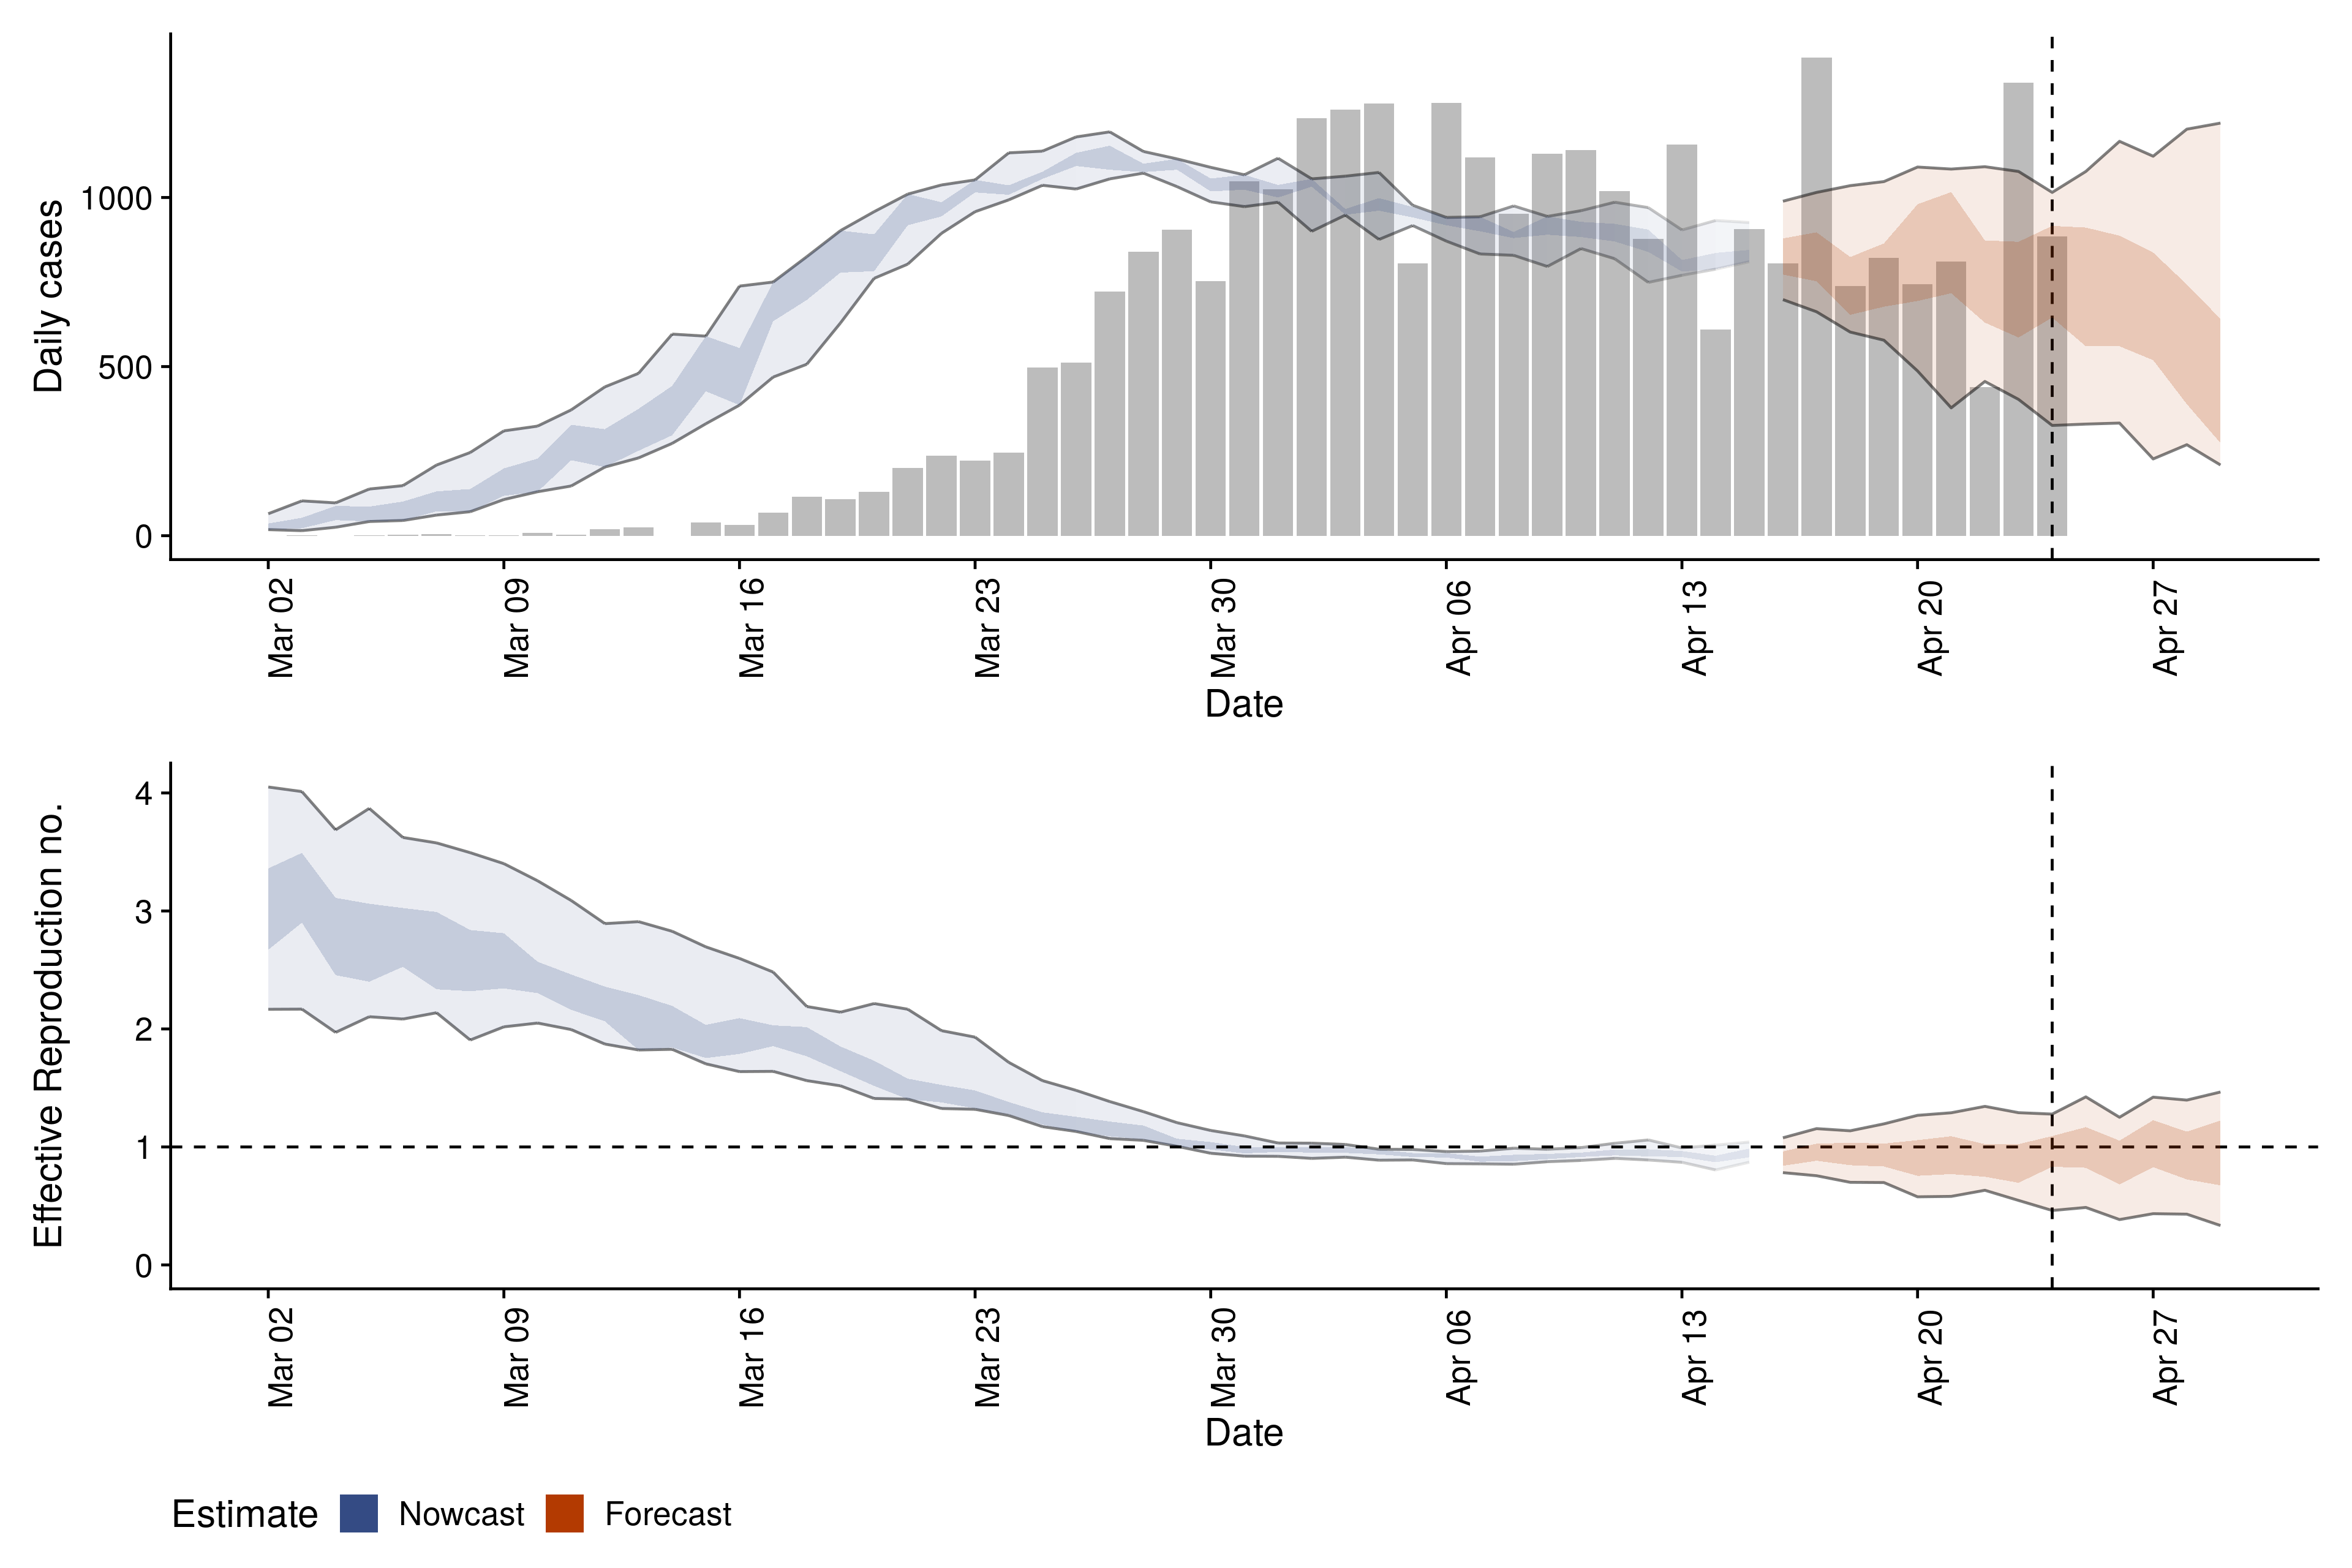 Daily cases
1000
500
0
Mar 02
Mar 09
Mar 16
Mar 23
Mar 30
Apr 06
Apr 13
Apr 20
Apr 27
Date
Effective Reproduction no.
4
3
2
1
0
Mar 02
Mar 09
Mar 16
Mar 23
Mar 30
Apr 06
Apr 13
Apr 20
Apr 27
Date
Estimate Nowcast Forecast